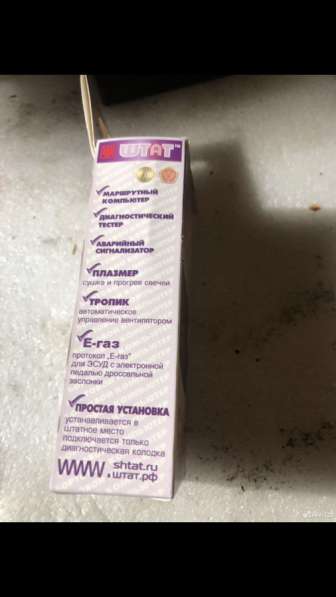 ШТАТ™
МАРШРУТНЫЙ
КОМПЬЮТЕР
ДИАГНОСТИЧЕСКИЙ
ТЕСТЕР
АВАРИЙНЫЙ
СИГНАЛИЗАТОР
ПЛАЗМЕР
сушка и прогрев свечей
ТРОПИК
автоматическое
управление вентилятором
Е-газ
протокол „Е-газ"
для ЭСУД с электронной
педалью дроссельной
заслонки
ПРОСТАЯ УСТАНОВКА
устанавливается в
штатное место
подключается только
диагностическая колодка
www.shtat.ru
.штат.рф